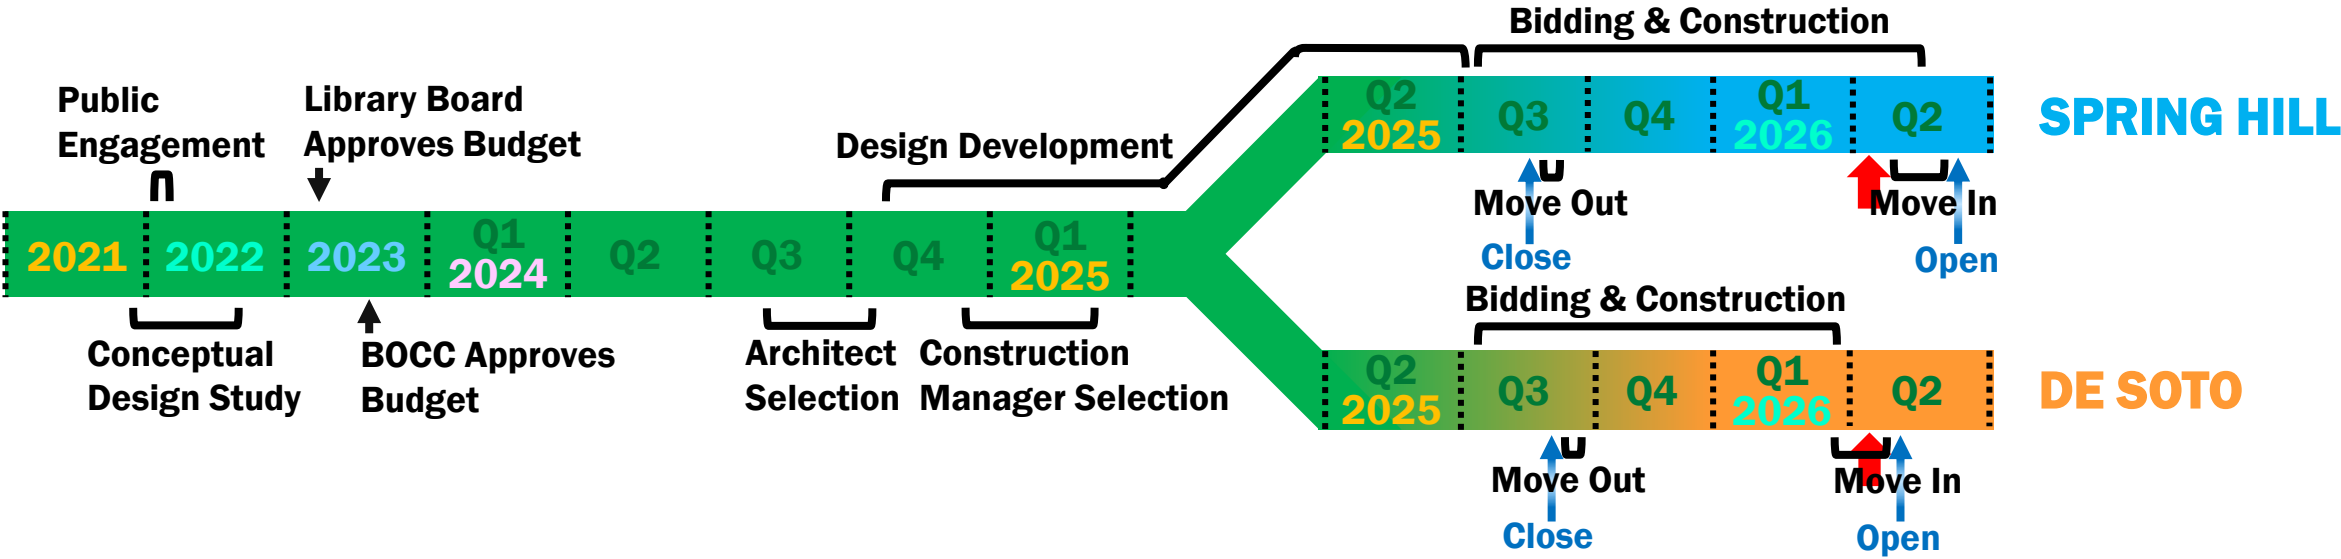 Bidding & Construction
Public
Engagement
Library Board
Approves Budget
Design Development
Q2
2025
Q3
Q4
Q1
2026
Q2
SPRING HILL
Move Out
Move In
Close
Open
2021
2022
2023
Q1
2024
Q2
Q3
Q4
Q1
2025
Conceptual
Design Study
BOCC Approves
Budget
Architect
Selection
Construction
Manager Selection
Bidding & Construction
Q2
2025
Q3
Q4
Q1
2026
Q2
DE SOTO
Move Out
Move In
Close
Open